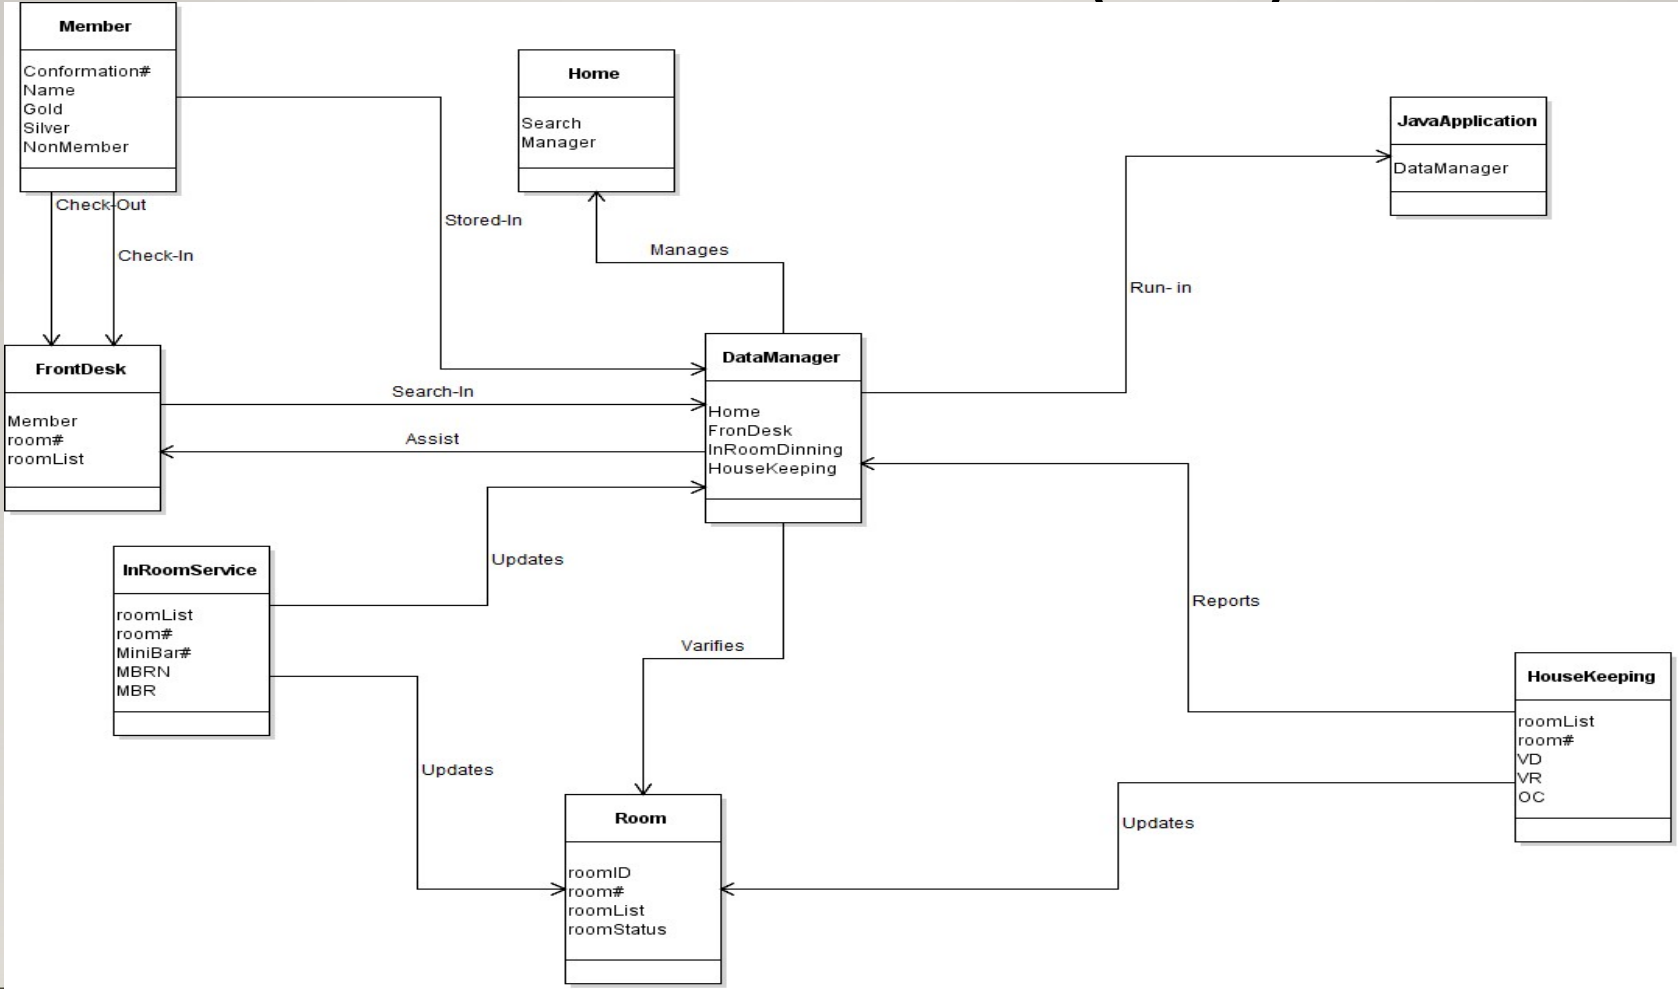 Member
Conformation#
Name
Gold
Silver
NonMember
Home
Search
Manager
JavaApplication
DataManager
Check-Out
Check-In
Stored-In
Manages
Run- in
FrontDesk
Member
room#
roomList
Search-In
Assist
DataManager
Home
FronDesk
InRoomDinning
HouseKeeping
InRoomService
roomList
room#
MiniBar#
MBRN
MBR
Updates
Updates
Varifies
Reports
HouseKeeping
roomList
room#
VD
VR
OC
Updates
Room
roomID
room#
roomList
roomStatus